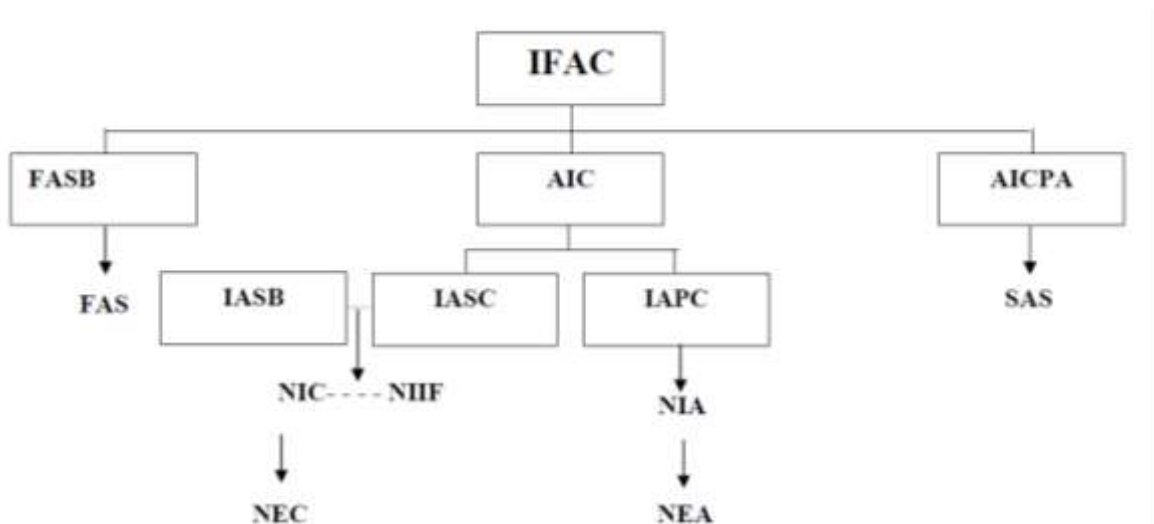 IFAC
FASB AIC AICPA
IASB IASC IAPC
FAS SAS
NIC- - - - NIIF
NIA
NEC NEA